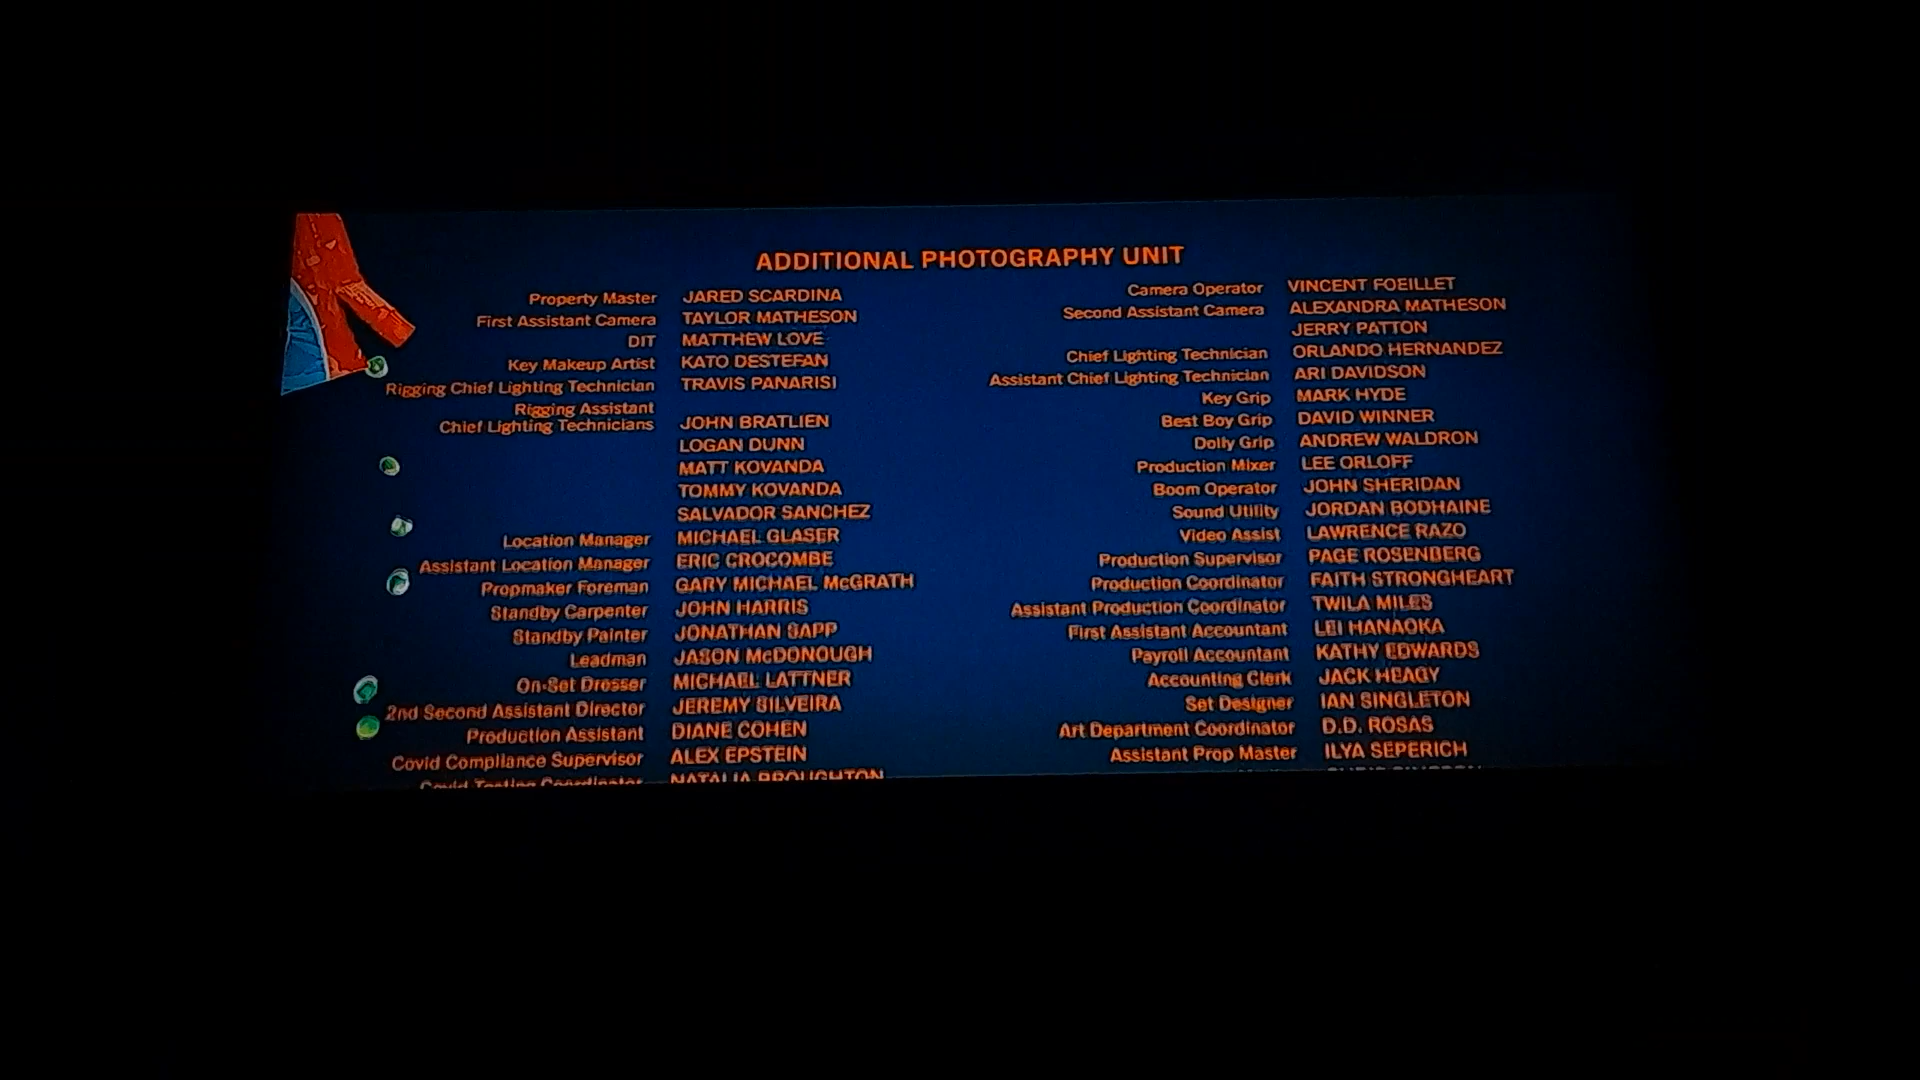 ADDITIONAL PHOTOGRAPHY UNIT
Property Master JARED SCARDINA
First Assistant Camera TAYLOR MATHESON
DIT MATTHEW LOVE
Key Makeup Artist KATO DESTEFAN
Rigging Chief Lighting Technician TRAVIS PANARISI
Rigging Assistant
Chief Lighting Technicians JOHN BRATLIEN
LOGAN DUNN
MATT KOVANDA
TOMMY KOVANDA
SALVADOR SANCHEZ
Location Manager MICHAEL GLASER
Assistant Location Manager ERIC CROCOMBE
Propmaker Foreman GARY MICHAEL McGRATH
Standby Carpenter JOHN HARRIS
Standby Painter JONATHAN SAPP
Leadman JASON McDONOUGH
On-Set Dresser MICHAEL LATTNER
2nd Second Assistant Director JEREMY SILVEIRA
Production Assistant DIANE COHEN
Covid Compliance Supervisor ALEX EPSTEIN
Covid Testing Coordinator NATALIA BROUGHTON
Camera Operator VINCENT FOEILLET
Second Assistant Camera ALEXANDRA MATHESON
JERRY PATTON
Chief Lighting Technician ORLANDO HERNANDEZ
Assistant Chief Lighting Technician ARI DAVIDSON
Key Grip MARK HYDE
Best Boy Grip DAVID WINNER
Dolly Grip ANDREW WALDRON
Production Mixer LEE ORLOFF
Boom Operator JOHN SHERIDAN
Sound Utility JORDAN BODHAINE
Video Assist LAWRENCE RAZO
Production Supervisor PAGE ROSENBERG
Production Coordinator FAITH STRONGHEART
Assistant Production Coordinator TWILA MILES
First Assistant Accountant LEI HANAOKA
Payroll Accountant KATHY EDWARDS
Accounting Clerk JACK HEAGY
Set Designer IAN SINGLETON
Art Department Coordinator D.D. ROSAS
Assistant Prop Master ILYA SEPERICH